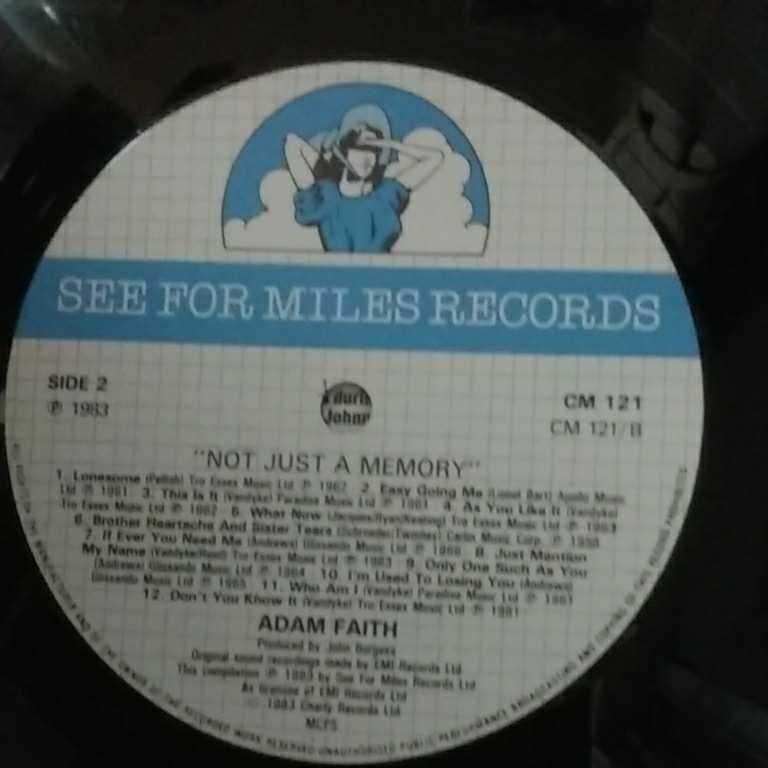 SEE FOR MILES RECORDS
SIDE 2
℗ 1983
CM 121
CM 121/B
"NOT JUST A MEMORY"
1. Lonesome Tro Essex Music Ltd ℗ 1962 2. Easy Going Me (Lionel Bart) Apollo Music
Ltd ℗ 1961 3. This Is It (Vandyke) Paradise Music Ltd ℗ 1961 4. As You Like It (Vandyke)
Tro Essex Music Ltd ℗ 1962 5. What Now Tro Essex Music Ltd ℗ 1963
6. Brother Heartache And Sister Tears Music Corp.
7. If Ever You Need Me (Andrews) Glissando Music Ltd 8. Just Mention
My Name Tro Essex Music Ltd ℗ 1963 9. Only One Such As You
(Andrews) Glissando Music Ltd ℗ 1964 10. I'm Used To Losing You (Andrews)
Glissando Music Ltd ℗ 1965 11. Who Am I (Vandyke) Paradise Music Ltd ℗ 1961
12. Don't You Know It (Vandyke) Tro Essex Music Ltd ℗ 1961
ADAM FAITH
Produced by John Burgess
Original sound recordings made by EMI Records Ltd
This compilation ℗ 1983 by See For Miles Records Ltd
As licensee of EMI Records Ltd
© 1983 Charly Records Ltd
MCPS